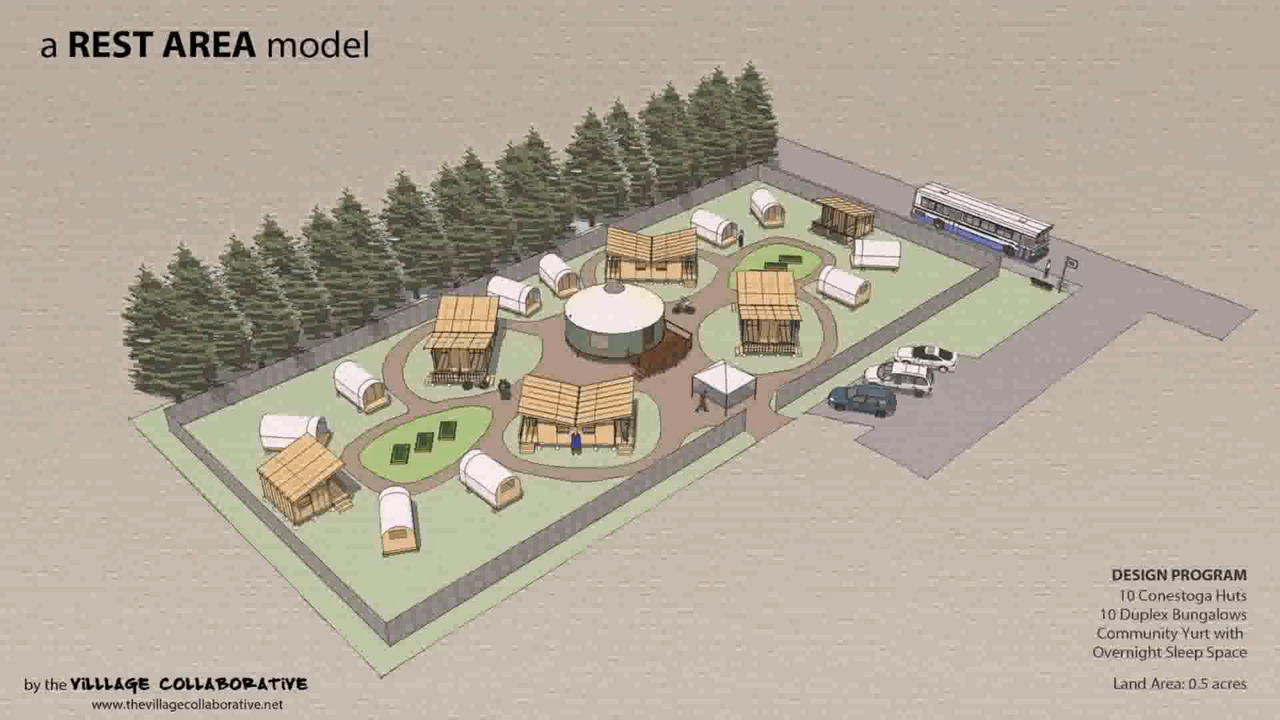 a REST AREA model
DESIGN PROGRAM
10 Conestoga Huts
10 Duplex Bungalows
Community Yurt with
Overnight Sleep Space
Land Area: 0.5 acres
by the VilLLAGE COLLABORATiVE
www.thevillagecollaborative.net